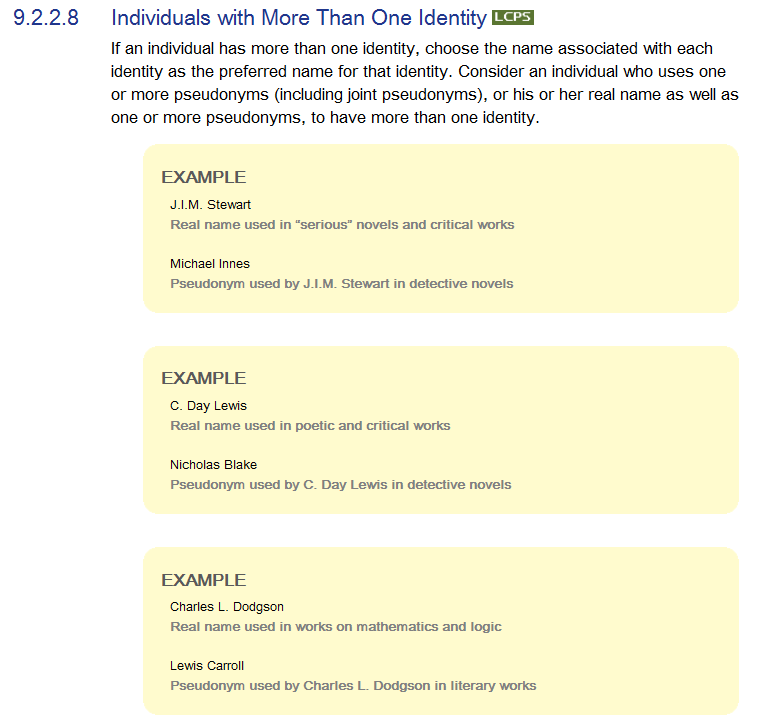 9.2.2.8 Individuals with More Than One Identity LCPS
If an individual has more than one identity, choose the name associated with each
identity as the preferred name for that identity. Consider an individual who uses one
or more pseudonyms (including joint pseudonyms), or his or her real name as well as
one or more pseudonyms, to have more than one identity.
EXAMPLE
J.I.M. Stewart
Real name used in “serious” novels and critical works
Michael Innes
Pseudonym used by J.I.M. Stewart in detective novels
EXAMPLE
C. Day Lewis
Real name used in poetic and critical works
Nicholas Blake
Pseudonym used by C. Day Lewis in detective novels
EXAMPLE
Charles L. Dodgson
Real name used in works on mathematics and logic
Lewis Carroll
Pseudonym used by Charles L. Dodgson in literary works